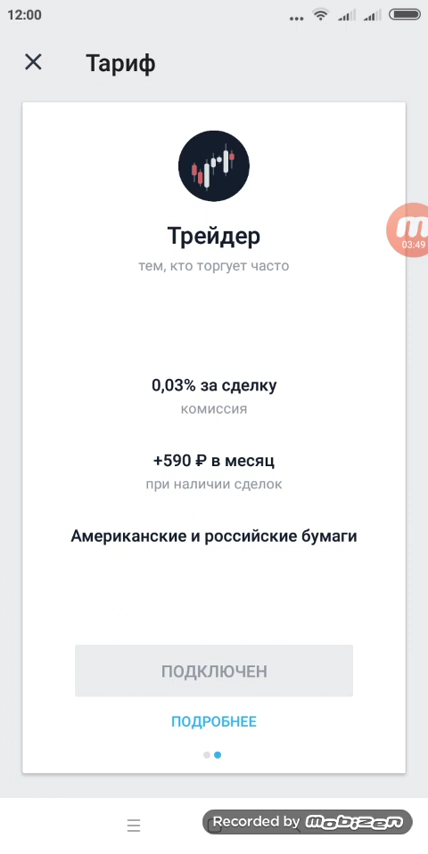 12:00
Тариф
Трейдер
тем, кто торгует часто
03:49
0,03% за сделку
комиссия
+590 ₽ в месяц
при наличии сделок
Американские и российские бумаги
ПОДКЛЮЧЕН
ПОДРОБНЕЕ
Recorded by mobizen